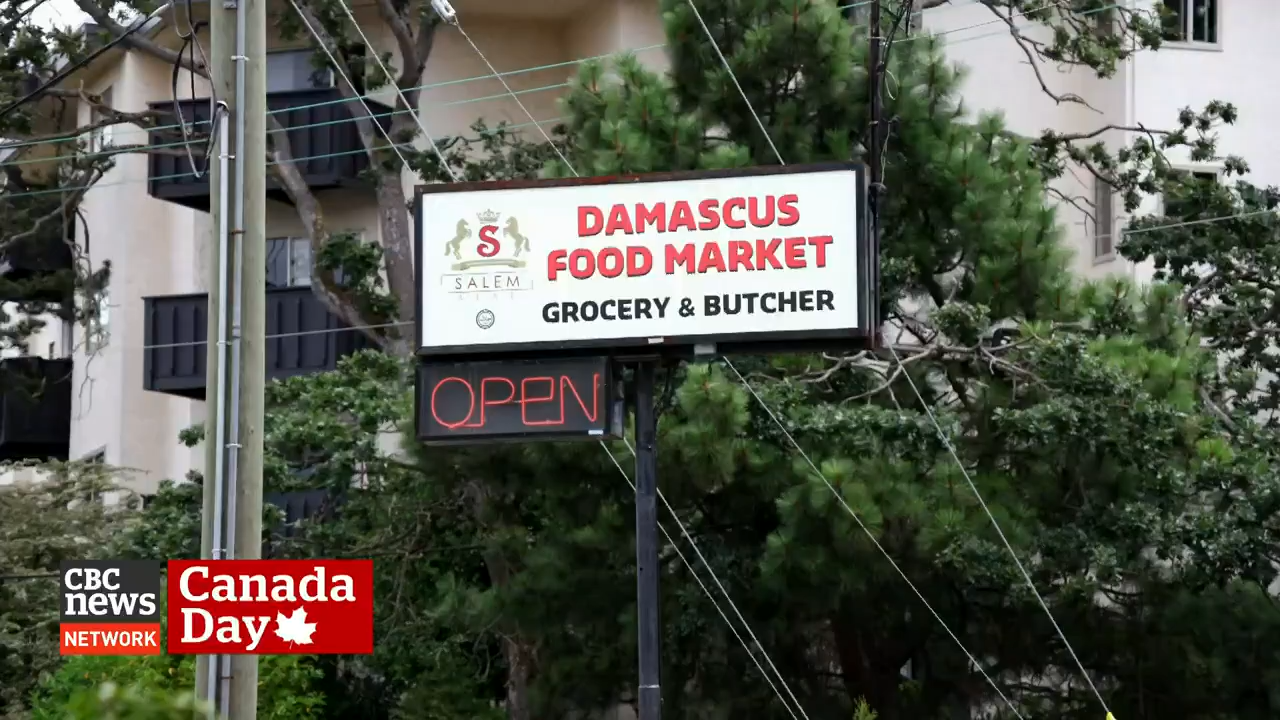 DAMASCUS
FOOD MARKET
GROCERY & BUTCHER
S
SALEM
OPEN
CBC
news
NETWORK
Canada
Day